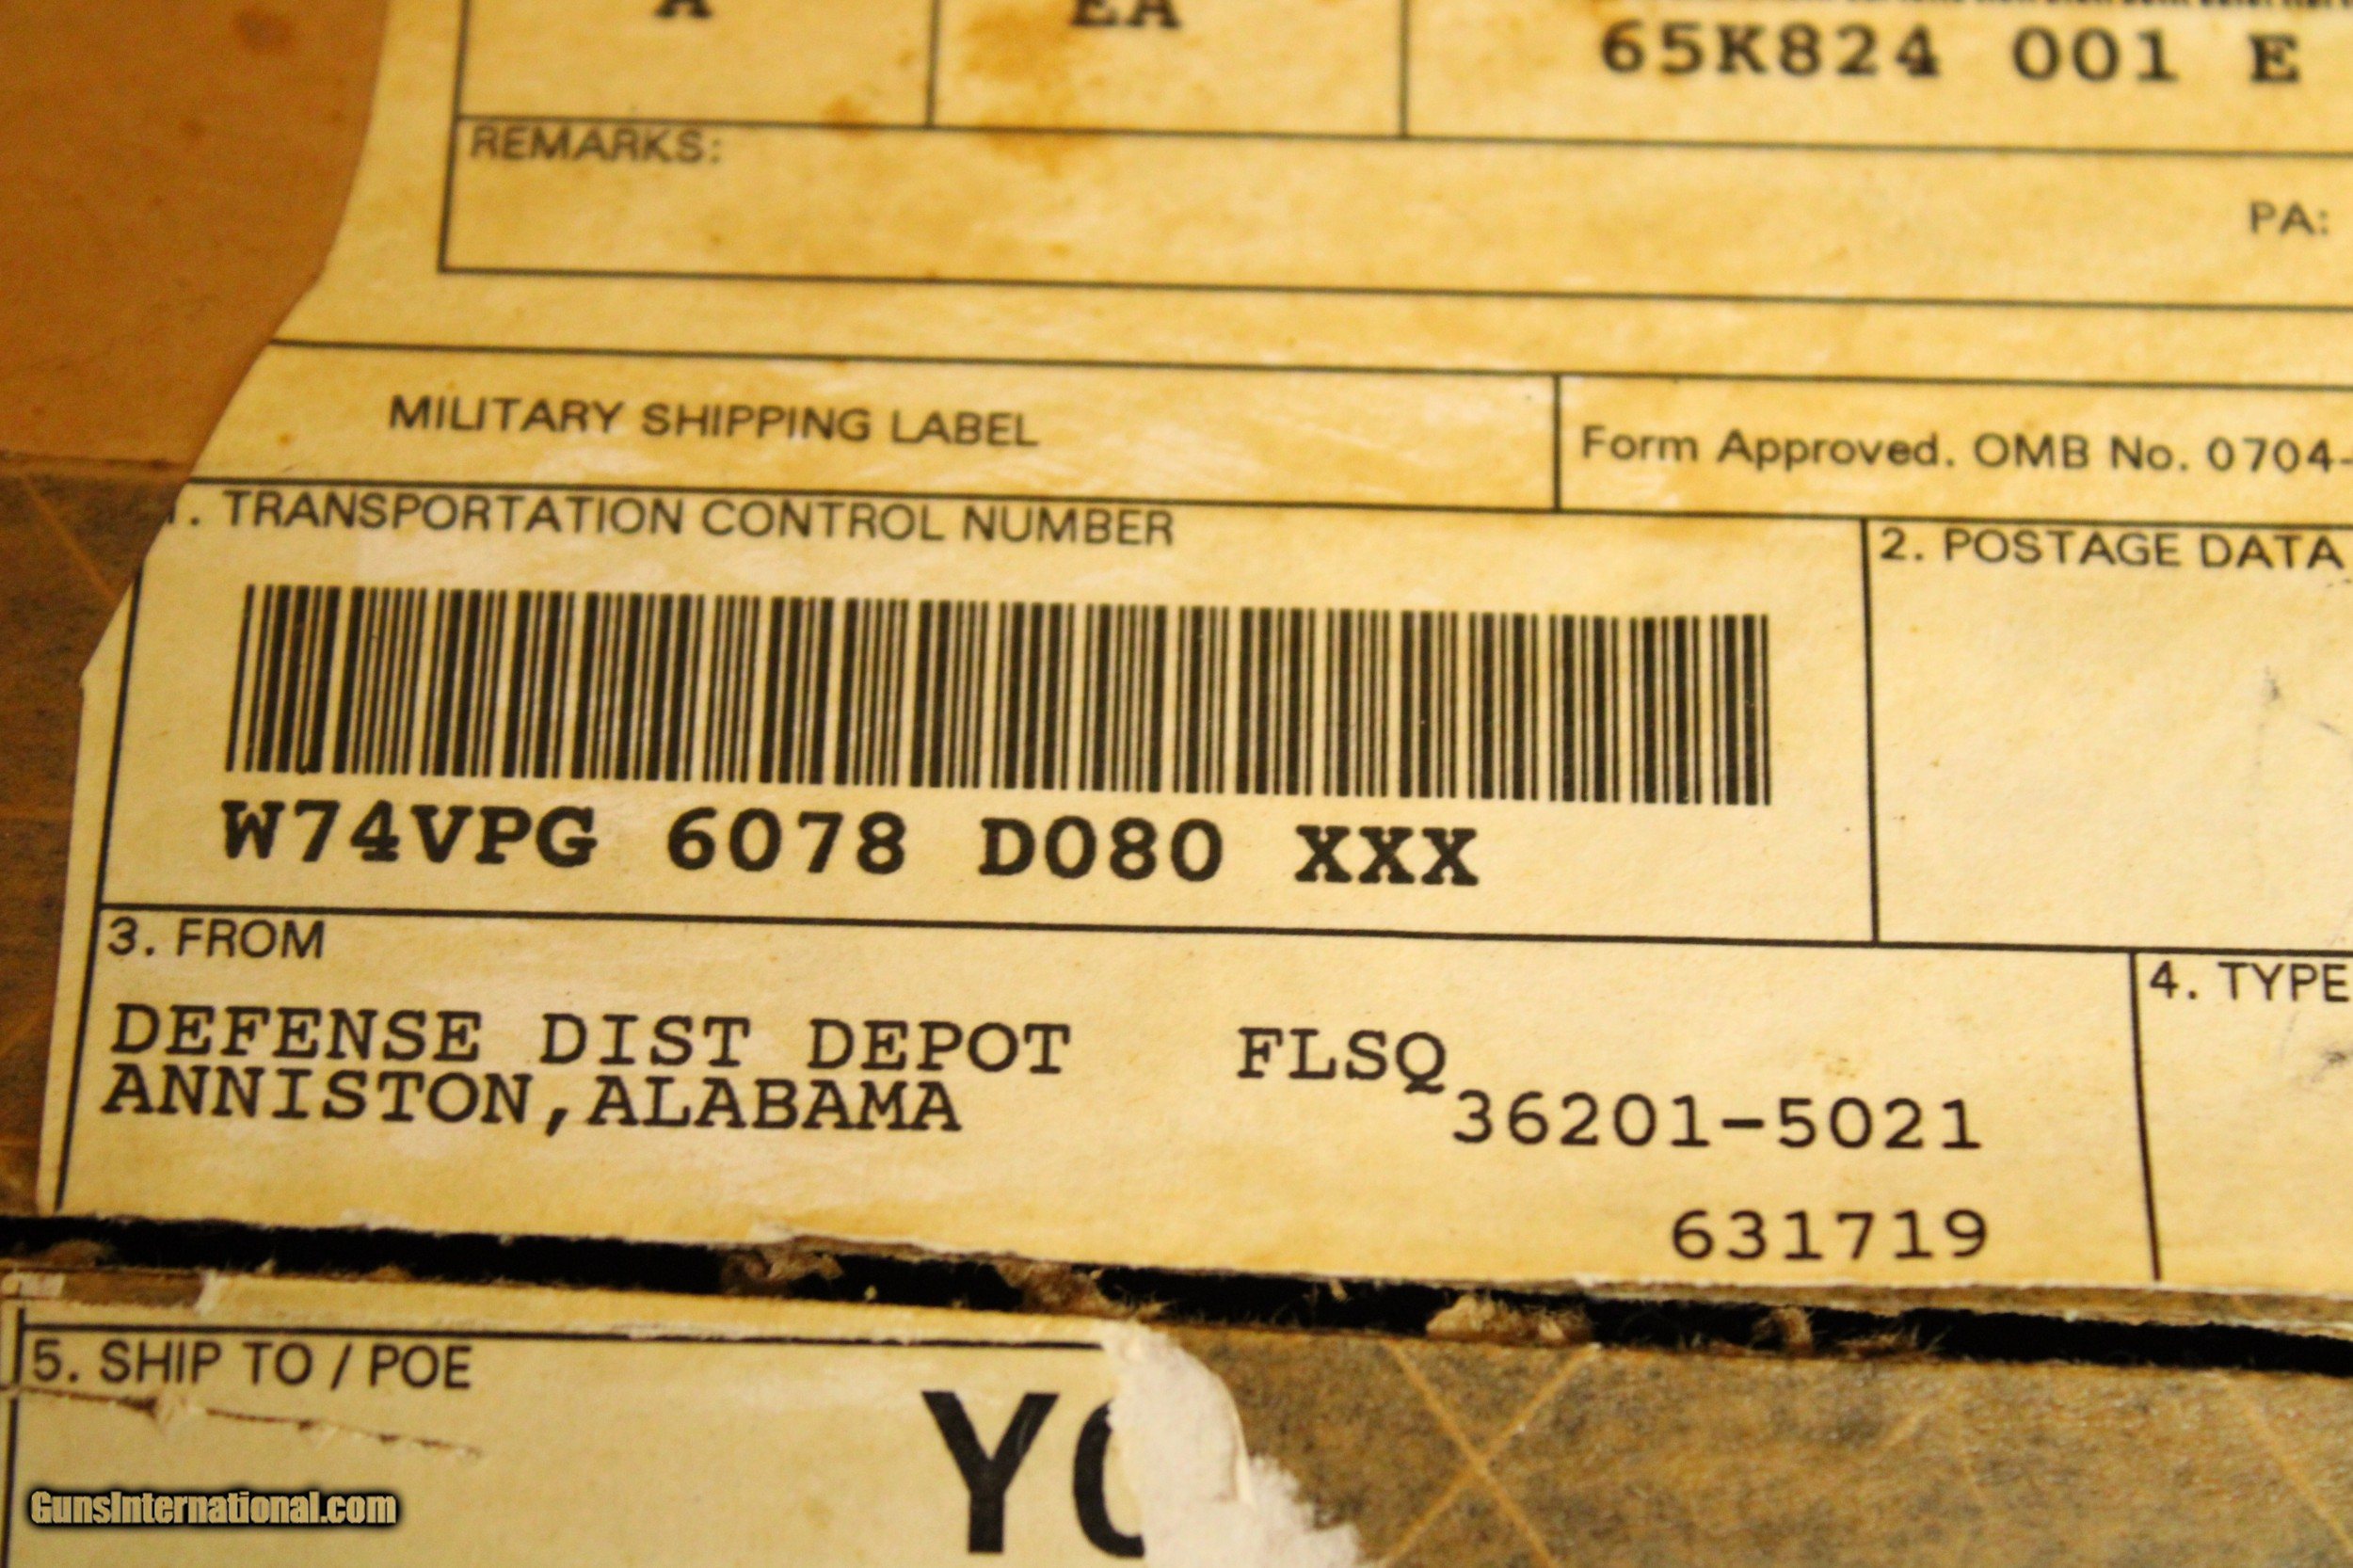 A EA
65K824 001 E
REMARKS:
PA:
MILITARY SHIPPING LABEL
Form Approved. OMB No. 0704-
1. TRANSPORTATION CONTROL NUMBER
2. POSTAGE DATA
W74VPG 6078 D080 XXX
3. FROM
4. TYPE
DEFENSE DIST DEPOT FLSQ
ANNISTON,ALABAMA 36201-5021
631719
5. SHIP TO / POE
GunsInternational.com